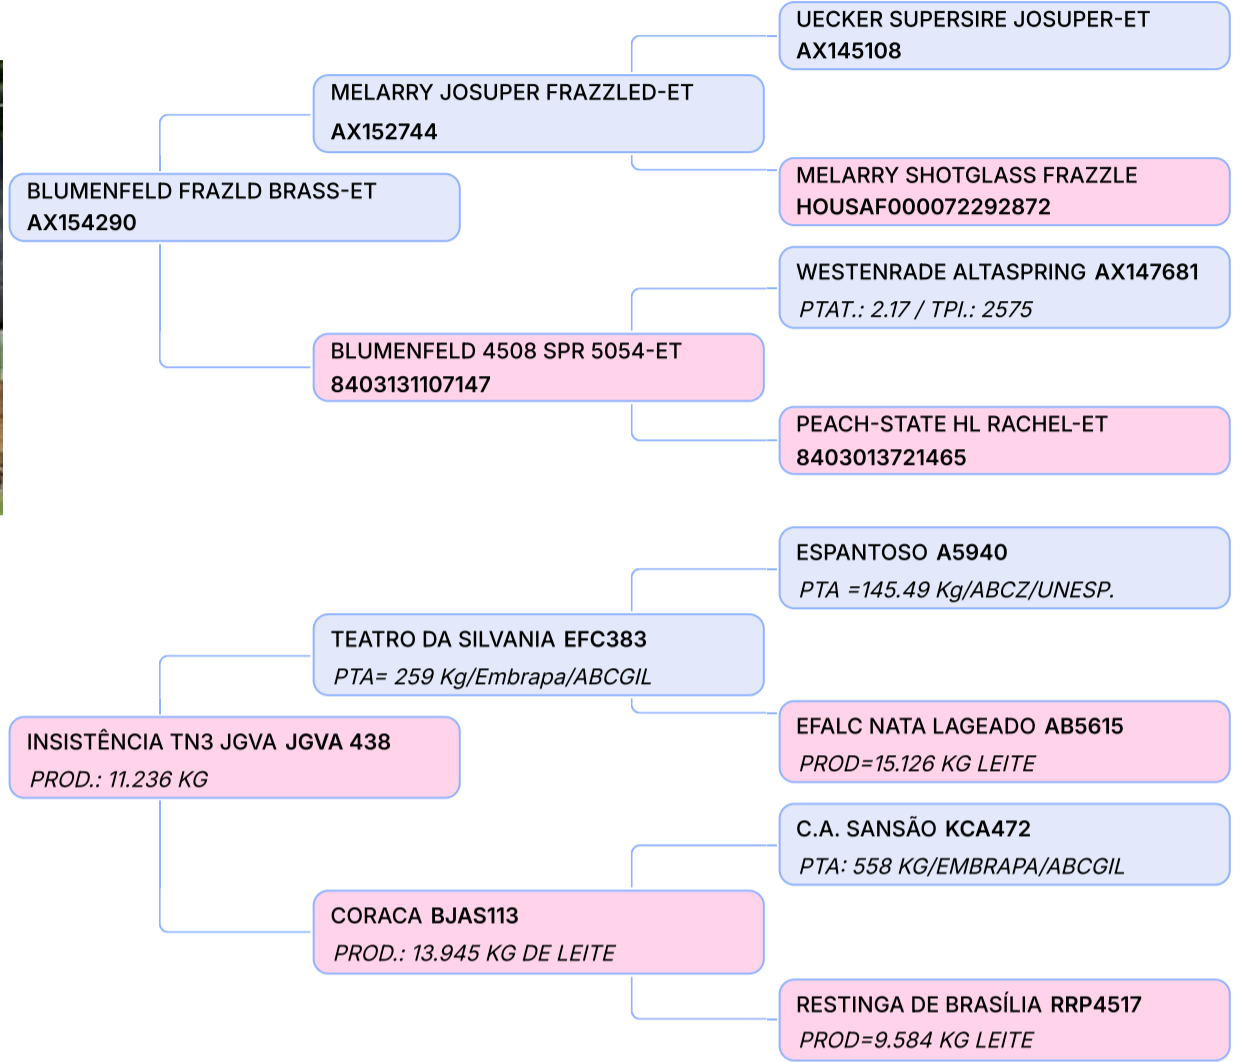 UECKER SUPERSIRE JOSUPER-ET
AX145108
MELARRY JOSUPER FRAZZLED-ET
AX152744
MELARRY SHOTGLASS FRAZZLE
HOUSAF000072292872
BLUMENFELD FRAZLD BRASS-ET
AX154290
WESTENRADE ALTASPRING AX147681
PTAT.: 2.17 / TPI.: 2575
BLUMENFELD 4508 SPR 5054-ET
8403131107147
PEACH-STATE HL RACHEL-ET
8403013721465
ESPANTOSO A5940
PTA =145.49 Kg/ABCZ/UNESP.
TEATRO DA SILVANIA EFC383
PTA= 259 Kg/Embrapa/ABCGIL
EFALC NATA LAGEADO AB5615
PROD=15.126 KG LEITE
INSISTÊNCIA TN3 JGVA JGVA 438
PROD.: 11.236 KG
C.A. SANSÃO KCA472
PTA: 558 KG/EMBRAPA/ABCGIL
CORACA BJAS113
PROD.: 13.945 KG DE LEITE
RESTINGA DE BRASÍLIA RRP4517
PROD=9.584 KG LEITE